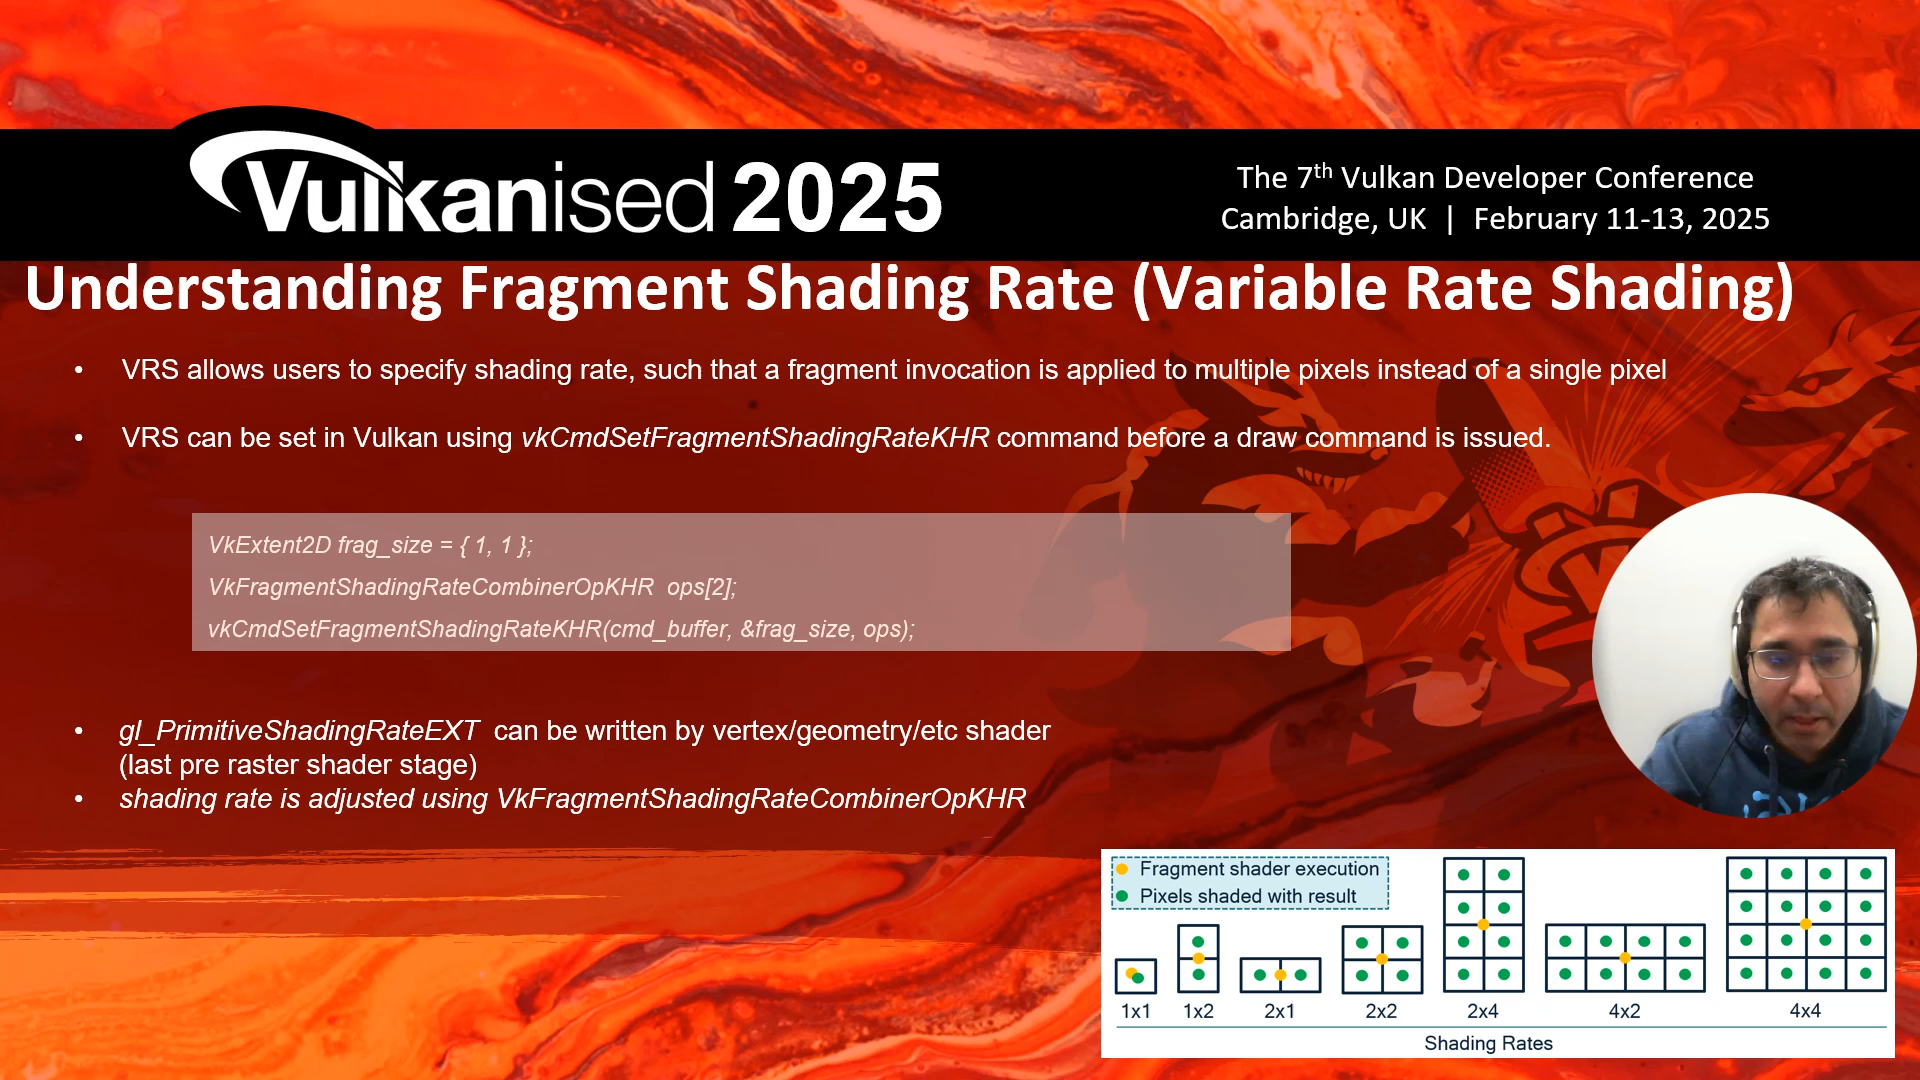 Vulkanised 2025
The 7th Vulkan Developer Conference
Cambridge, UK | February 11-13, 2025
Understanding Fragment Shading Rate (Variable Rate Shading)
• VRS allows users to specify shading rate, such that a fragment invocation is applied to multiple pixels instead of a single pixel
• VRS can be set in Vulkan using vkCmdSetFragmentShadingRateKHR command before a draw command is issued.
VkExtent2D frag_size = { 1, 1 };
VkFragmentShadingRateCombinerOpKHR ops[2];
vkCmdSetFragmentShadingRateKHR(cmd_buffer, &frag_size, ops);
• gl_PrimitiveShadingRateEXT can be written by vertex/geometry/etc shader
(last pre raster shader stage)
• shading rate is adjusted using VkFragmentShadingRateCombinerOpKHR
Fragment shader execution
Pixels shaded with result
1x1 1x2 2x1 2x2 2x4 4x2 4x4
Shading Rates